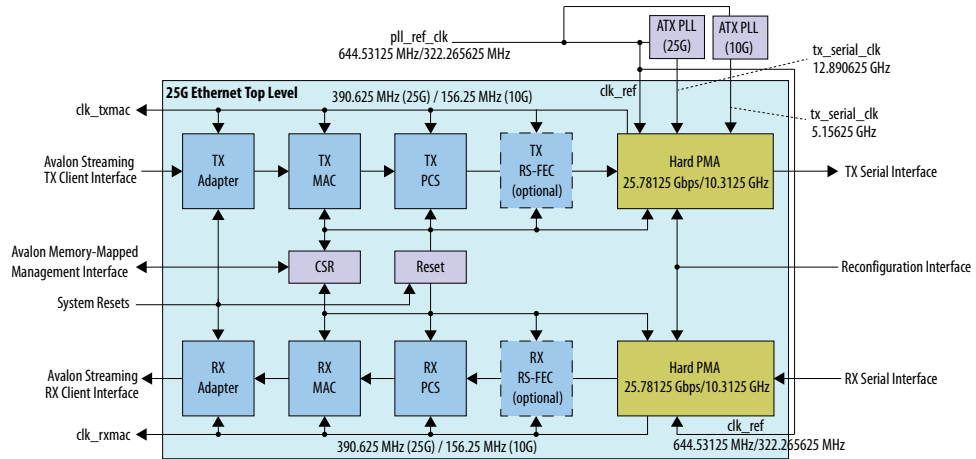 ATX PLL
(25G)
ATX PLL
(10G)
pll_ref_clk
644.53125 MHz/322.265625 MHz
tx_serial_clk
12.890625 GHz
25G Ethernet Top Level
clk_ref
clk_txmac
390.625 MHz (25G) / 156.25 MHz (10G)
tx_serial_clk
5.15625 GHz
Avalon Streaming
TX Client Interface
TX
Adapter
TX
MAC
TX
PCS
TX
RS-FEC
(optional)
Hard PMA
25.78125 Gbps/10.3125 GHz
TX Serial Interface
Avalon Memory-Mapped
Management Interface
CSR
Reset
Reconfiguration Interface
System Resets
Avalon Streaming
RX Client Interface
RX
Adapter
RX
MAC
RX
PCS
RX
RS-FEC
(optional)
Hard PMA
25.78125 Gbps/10.3125 GHz
RX Serial Interface
clk_rxmac
390.625 MHz (25G) / 156.25 MHz (10G)
clk_ref
644.53125 MHz/322.265625 MHz